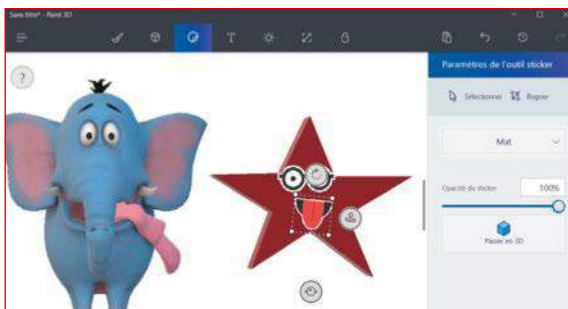 Sans titre* - Paint 3D
T
?
Paramètres de l'outil sticker
Sélectionner
Rogner
Mat
Opacité du sticker
100%
Passer en 3D